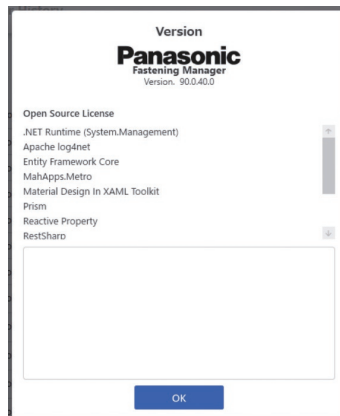 Version
Panasonic
Fastening Manager
Version. 90.0.40.0
Open Source License
.NET Runtime (System.Management)
Apache log4net
Entity Framework Core
MahApps.Metro
Material Design In XAML Toolkit
Prism
Reactive Property
RestSharp
OK